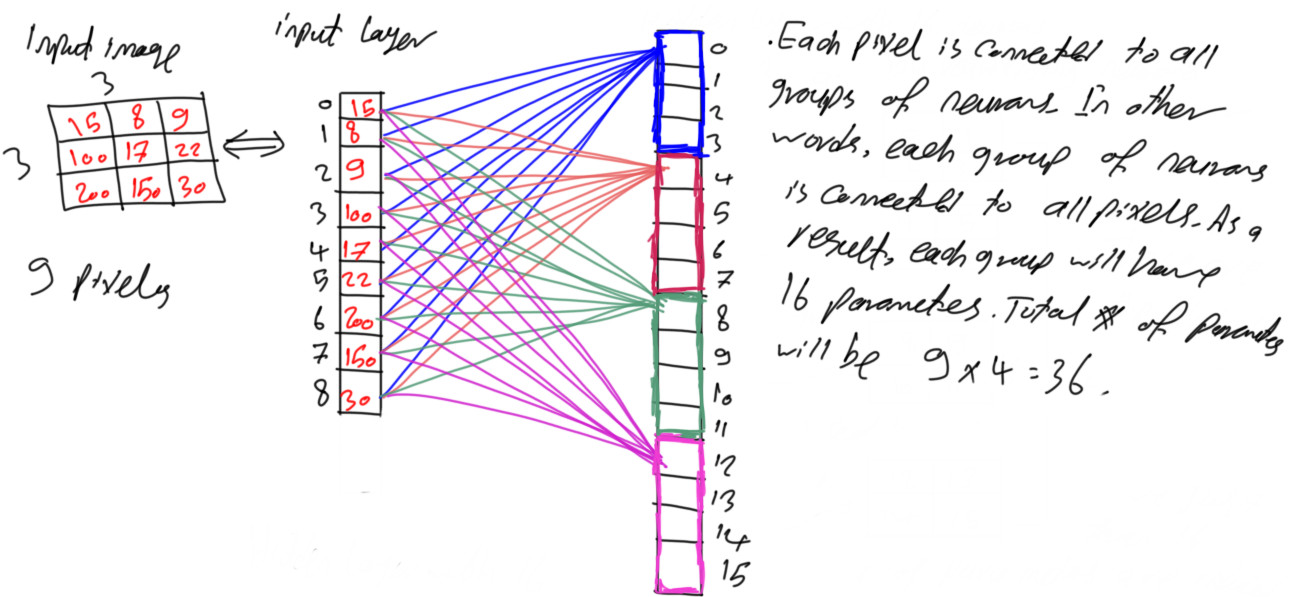 Input image
3
15 8 9
3
100 17 22
200 150 30
9 pixels
input Layer
0 15
1 8
2 9
3 100
4 17
5 22
6 200
7 150
8 30
0
1
2
3
4
5
6
7
8
9
10
11
12
13
14
15
.Each pixel is connected to all
groups of neurons. In other
words, each group of neurons
is connected to all pixels. As a
result, each group will have
16 parameters. Total # of parameters
will be 9 x 4 = 36.